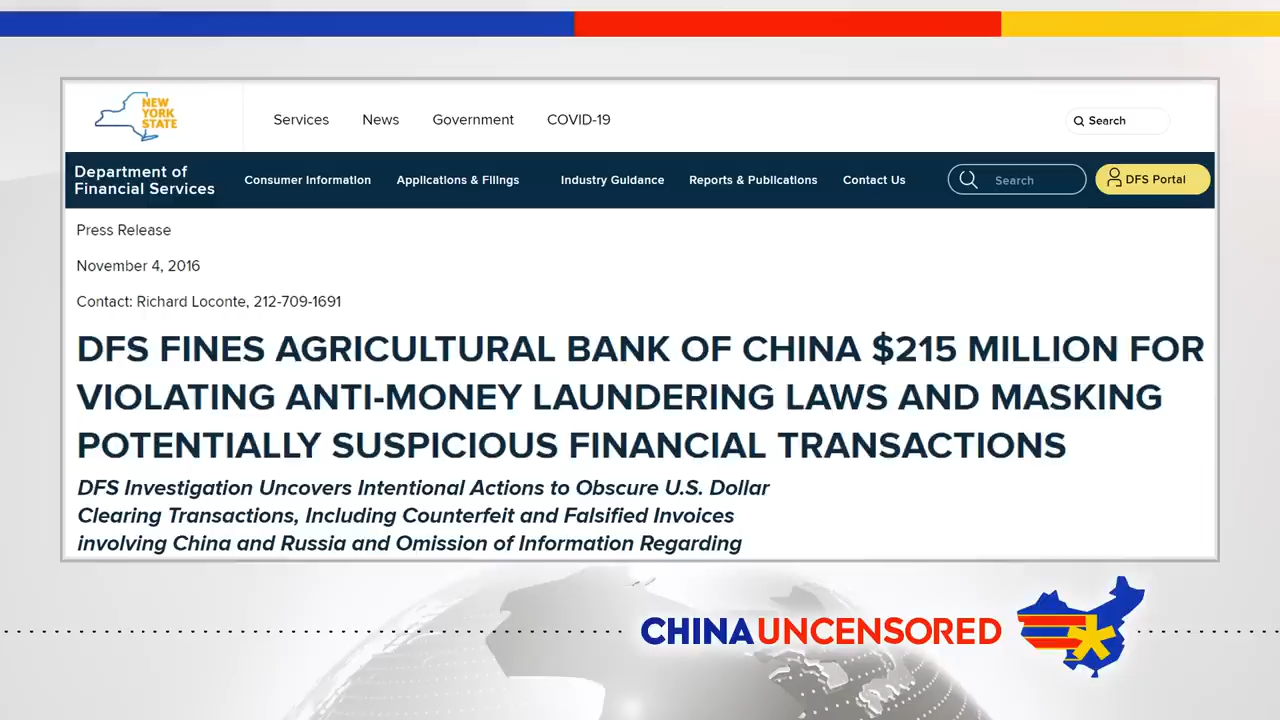 NEW
YORK
STATE
Services News Government COVID-19 Search
Department of
Financial Services
Consumer Information Applications & Filings Industry Guidance Reports & Publications Contact Us Search DFS Portal
Press Release
November 4, 2016
Contact: Richard Loconte, 212-709-1691
DFS FINES AGRICULTURAL BANK OF CHINA $215 MILLION FOR
VIOLATING ANTI-MONEY LAUNDERING LAWS AND MASKING
POTENTIALLY SUSPICIOUS FINANCIAL TRANSACTIONS
DFS Investigation Uncovers Intentional Actions to Obscure U.S. Dollar
Clearing Transactions, Including Counterfeit and Falsified Invoices
involving China and Russia and Omission of Information Regarding
CHINA UNCENSORED